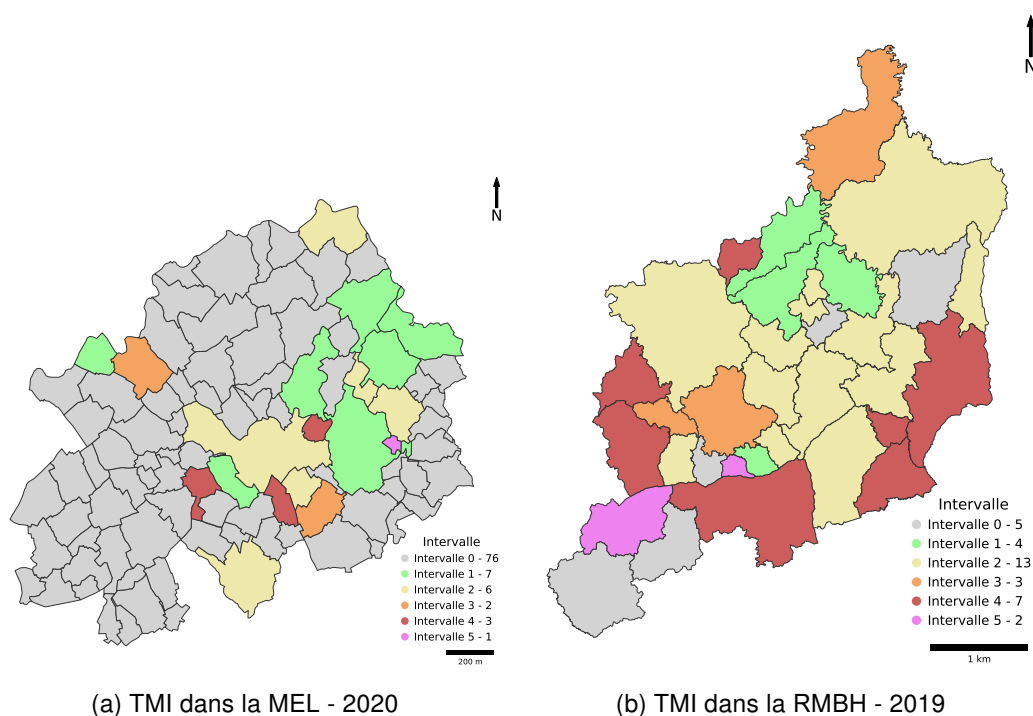 N
Intervalle
Intervalle 0 - 76
Intervalle 1 - 7
Intervalle 2 - 6
Intervalle 3 - 2
Intervalle 4 - 3
Intervalle 5 - 1
200 m
(a) TMI dans la MEL - 2020
N
Intervalle
Intervalle 0 - 5
Intervalle 1 - 4
Intervalle 2 - 13
Intervalle 3 - 3
Intervalle 4 - 7
Intervalle 5 - 2
1 km
(b) TMI dans la RMBH - 2019